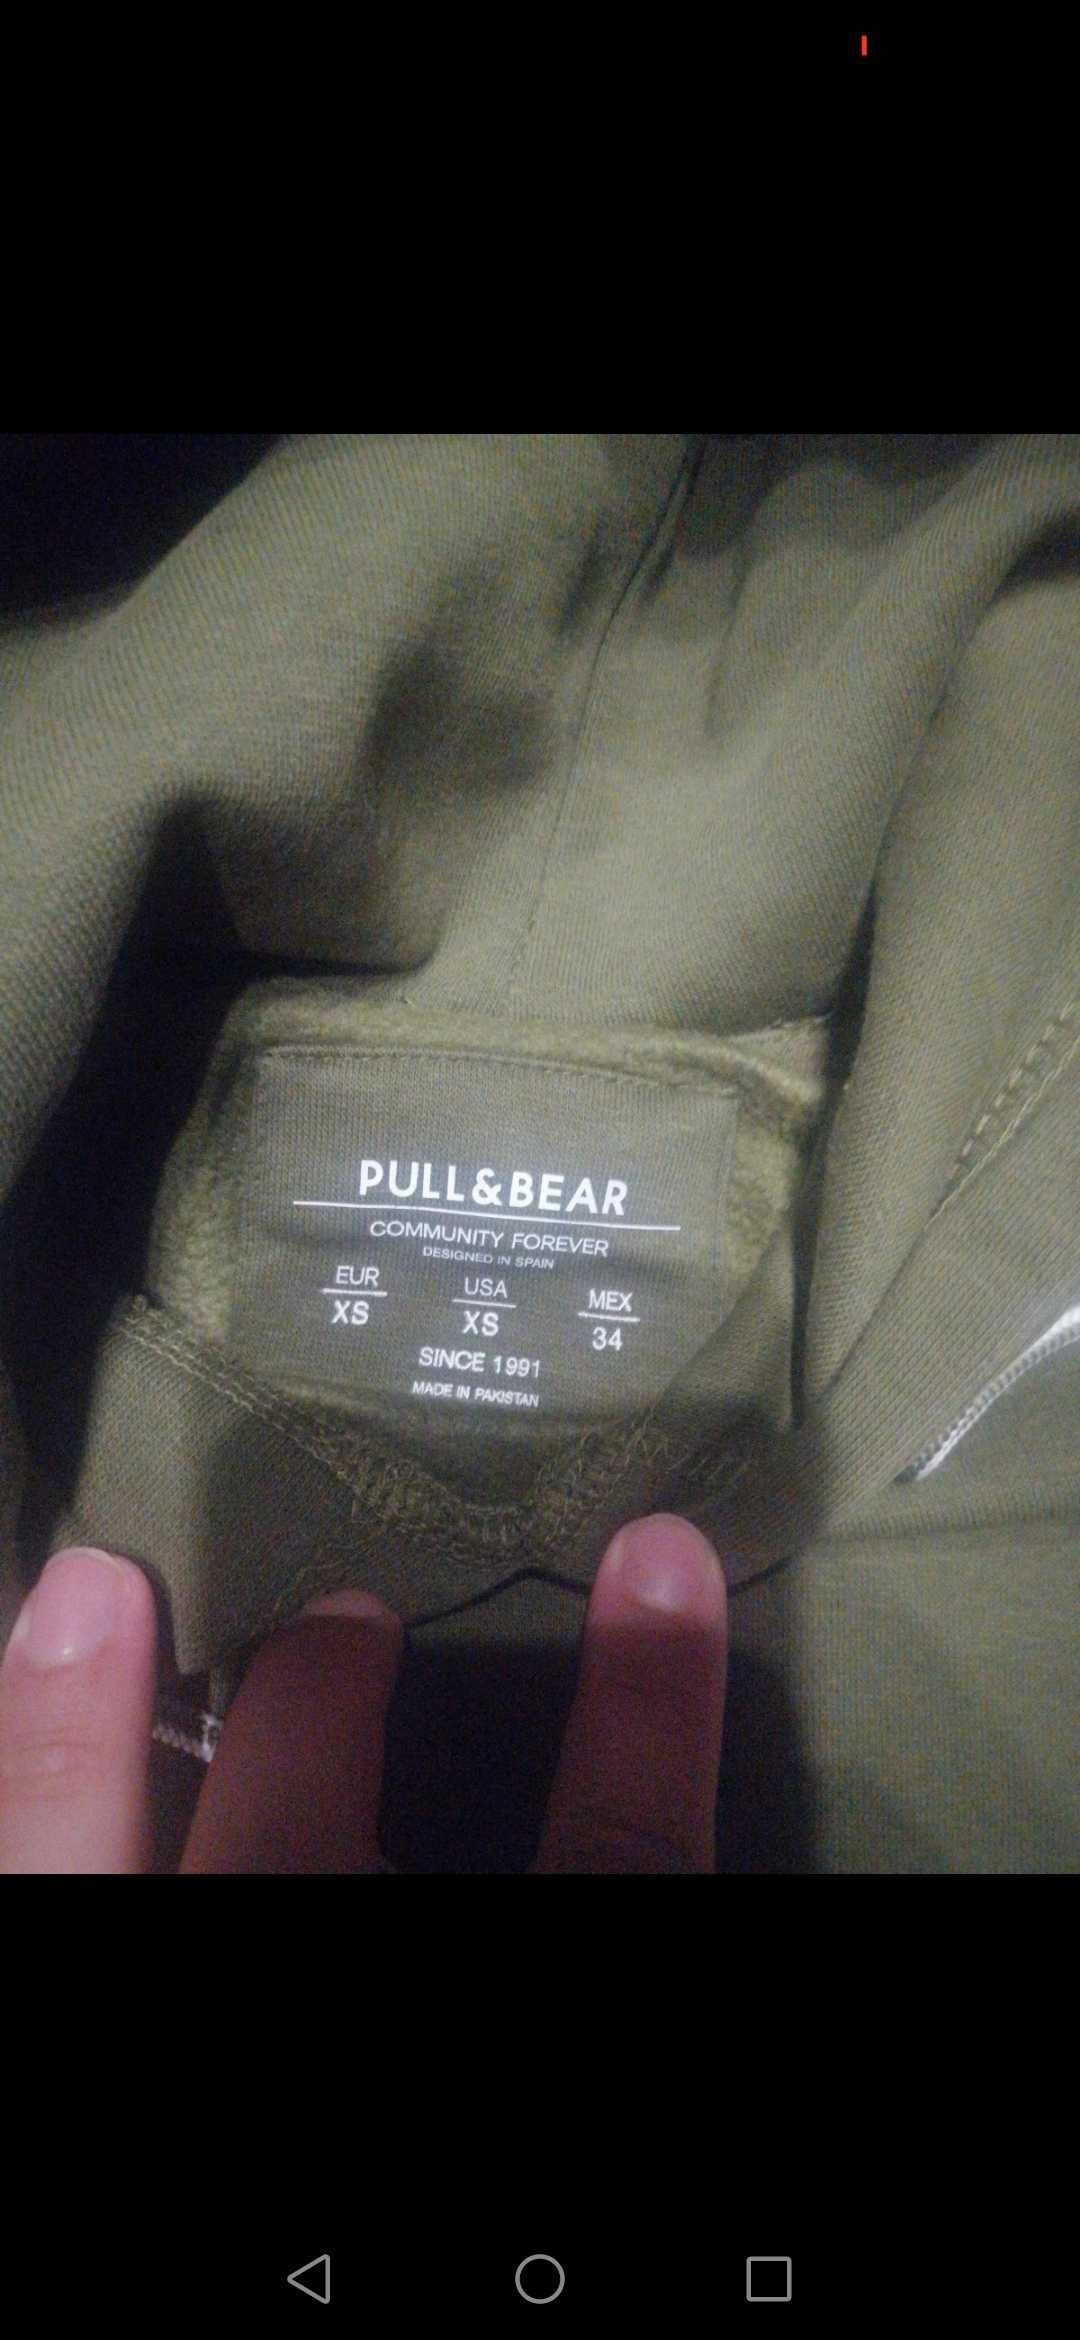 PULL&BEAR
COMMUNITY FOREVER
DESIGNED IN SPAIN
EUR USA MEX
XS XS 34
SINCE 1991
MADE IN PAKISTAN